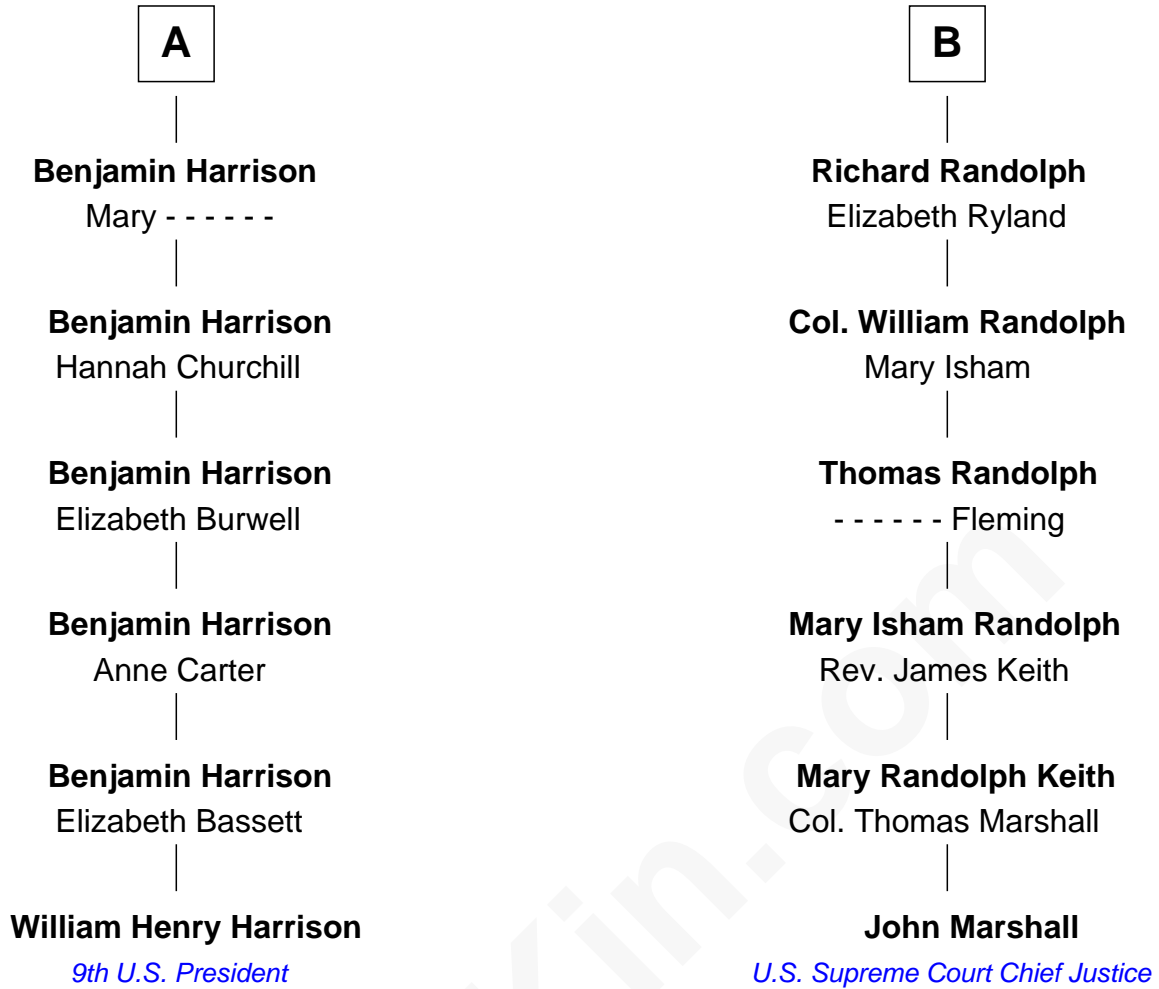 A
Benjamin Harrison
Mary - - - - - -
Benjamin Harrison
Hannah Churchill
Benjamin Harrison
Elizabeth Burwell
Benjamin Harrison
Anne Carter
Benjamin Harrison
Elizabeth Bassett
William Henry Harrison
9th U.S. President
B
Richard Randolph
Elizabeth Ryland
Col. William Randolph
Mary Isham
Thomas Randolph
- - - - - - Fleming
Mary Isham Randolph
Rev. James Keith
Mary Randolph Keith
Col. Thomas Marshall
John Marshall
U.S. Supreme Court Chief Justice